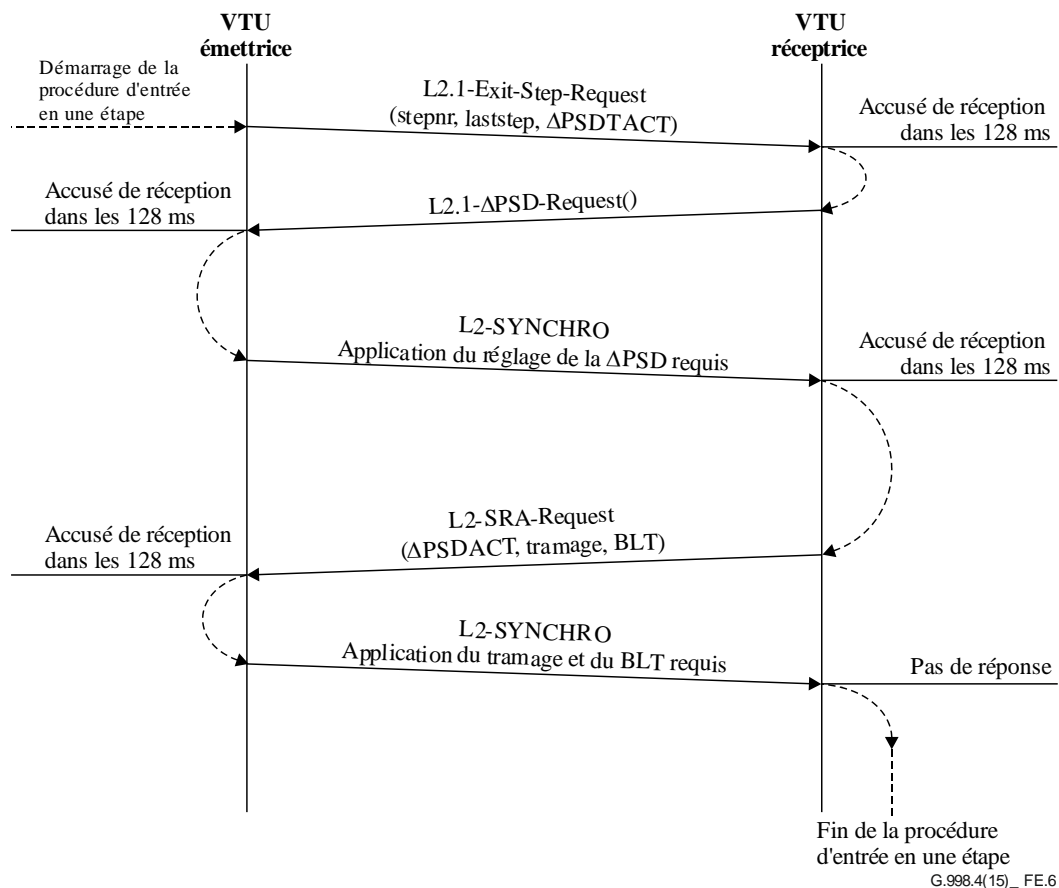 VTU
émettrice
VTU
réceptrice
Démarrage de la
procédure d'entrée
en une étape
L2.1-Exit-Step-Request
(stepnr, laststep, ΔPSDTACT)
Accusé de réception
dans les 128 ms
Accusé de réception
dans les 128 ms
L2.1-ΔPSD-Request()
L2-SYNCHRO
Application du réglage de la ΔPSD requis
Accusé de réception
dans les 128 ms
Accusé de réception
dans les 128 ms
L2-SRA-Request
(ΔPSDACT, tramage, BLT)
L2-SYNCHRO
Application du tramage et du BLT requis
Pas de réponse
Fin de la procédure
d'entrée en une étape
G.998.4(15)_ FE.6